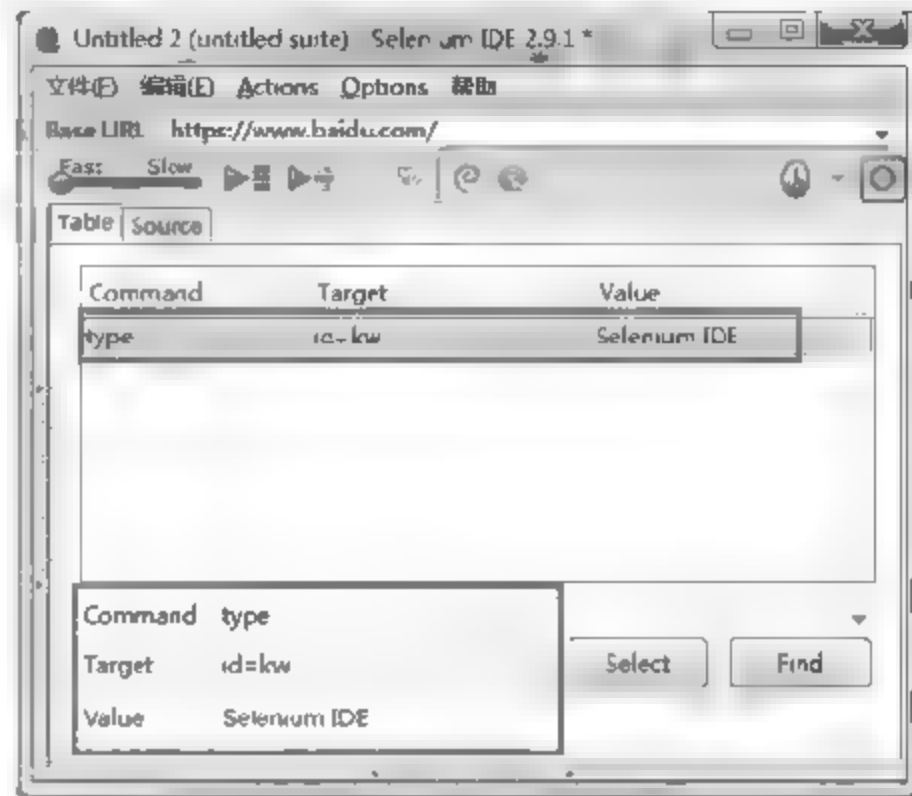 Untitled 2 (untitled suite) Selenium IDE 2.9.1 *
文件(F) 编辑(E) Actions Options 帮助
Base URL https://www.baidu.com/
Fast Slow
Table Source
Command Target Value
type id=kw Selenium IDE
Command type
Target id=kw
Select Find
Value Selenium IDE